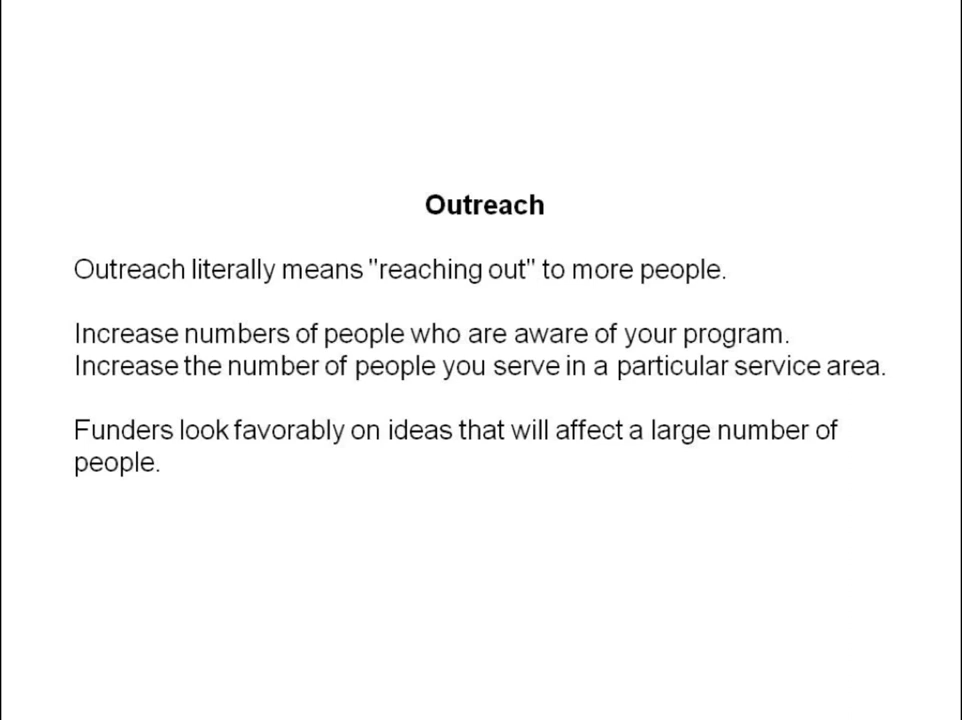 Outreach
Outreach literally means "reaching out" to more people.
Increase numbers of people who are aware of your program.
Increase the number of people you serve in a particular service area.
Funders look favorably on ideas that will affect a large number of
people.